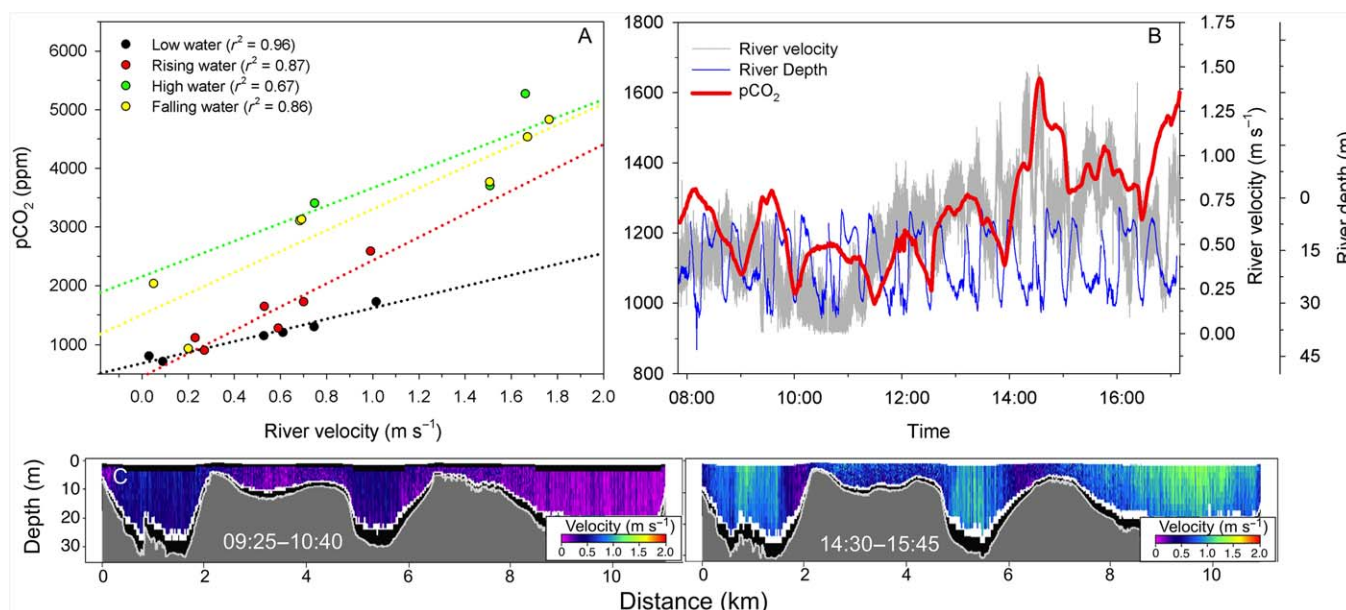 A
Low water (r² = 0.96)
Rising water (r² = 0.87)
High water (r² = 0.67)
Falling water (r² = 0.86)
pCO₂ (ppm)
6000
5000
4000
3000
2000
1000
0.0 0.2 0.4 0.6 0.8 1.0 1.2 1.4 1.6 1.8 2.0
River velocity (m s⁻¹)
B
River velocity
River Depth
pCO₂
1800
1600
1400
1200
1000
800
08:00 10:00 12:00 14:00 16:00
Time
1.75
1.50
1.25
1.00
0.75
0.50
0.25
0.00
River velocity (m s⁻¹)
0
15
30
45
River depth (m)
C
Depth (m)
0
10
20
30
09:25–10:40
Velocity (m s⁻¹)
0 0.5 1.0 1.5 2.0
0 2 4 6 8 10
14:30–15:45
Velocity (m s⁻¹)
0 0.5 1.0 1.5 2.0
0 2 4 6 8 10
Distance (km)